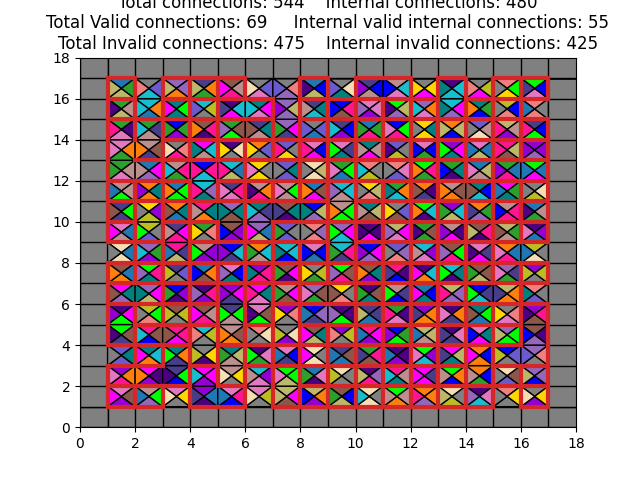 Total connections: 544 Internal connections: 480
Total Valid connections: 69 Internal valid internal connections: 55
Total Invalid connections: 475 Internal invalid connections: 425
18
16
14
12
10
8
6
4
2
0
0 2 4 6 8 10 12 14 16 18